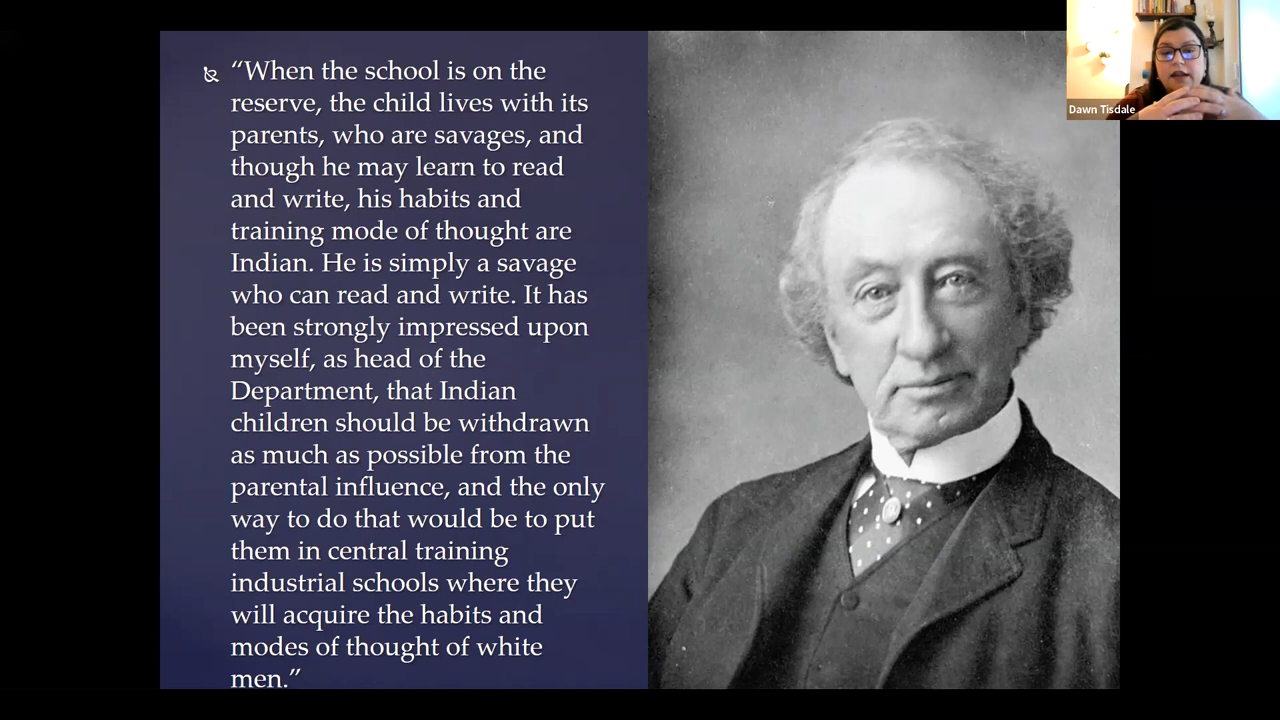 “When the school is on the
reserve, the child lives with its
parents, who are savages, and
though he may learn to read
and write, his habits and
training mode of thought are
Indian. He is simply a savage
who can read and write. It has
been strongly impressed upon
myself, as head of the
Department, that Indian
children should be withdrawn
as much as possible from the
parental influence, and the only
way to do that would be to put
them in central training
industrial schools where they
will acquire the habits and
modes of thought of white
men.”
Dawn Tisdale